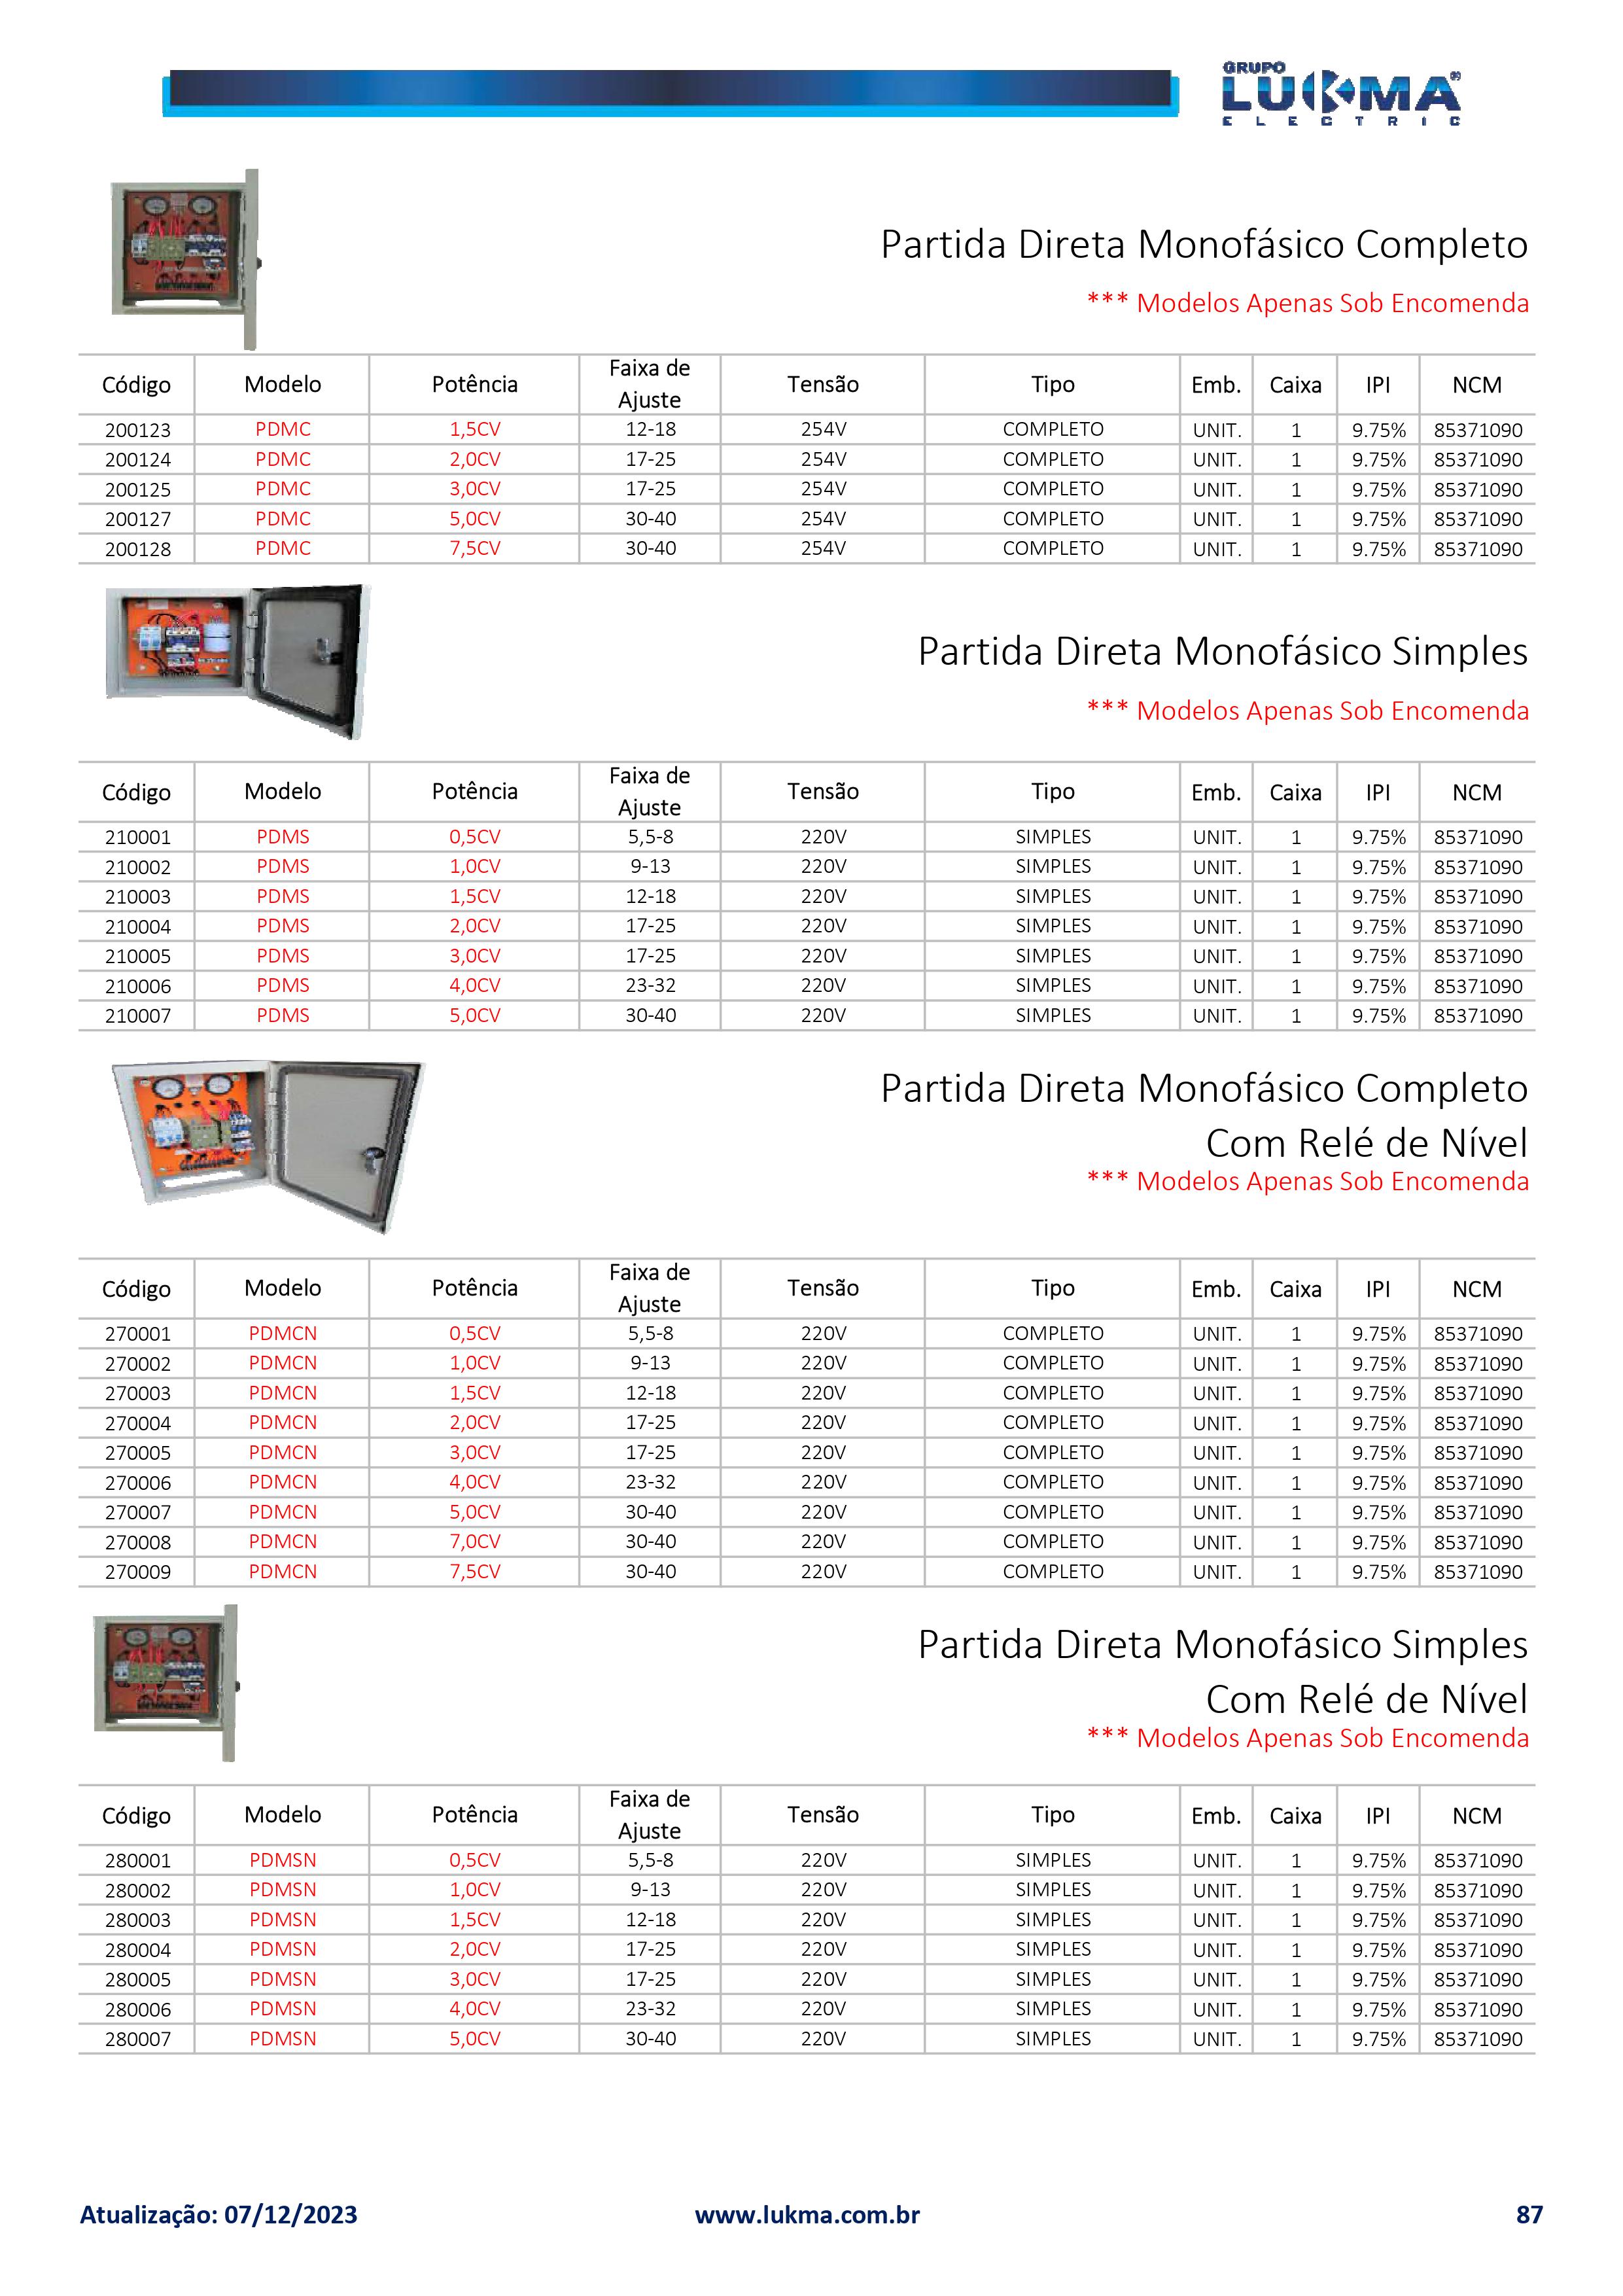 GRUPO
LUKMA®
ELECTRIC
Partida Direta Monofásico Completo
*** Modelos Apenas Sob Encomenda
Código Modelo Potência Faixa de Ajuste Tensão Tipo Emb. Caixa IPI NCM
200123 PDMC 1,5CV 12-18 254V COMPLETO UNIT. 1 9.75% 85371090
200124 PDMC 2,0CV 17-25 254V COMPLETO UNIT. 1 9.75% 85371090
200125 PDMC 3,0CV 17-25 254V COMPLETO UNIT. 1 9.75% 85371090
200127 PDMC 5,0CV 30-40 254V COMPLETO UNIT. 1 9.75% 85371090
200128 PDMC 7,5CV 30-40 254V COMPLETO UNIT. 1 9.75% 85371090
Partida Direta Monofásico Simples
*** Modelos Apenas Sob Encomenda
Código Modelo Potência Faixa de Ajuste Tensão Tipo Emb. Caixa IPI NCM
210001 PDMS 0,5CV 5,5-8 220V SIMPLES UNIT. 1 9.75% 85371090
210002 PDMS 1,0CV 9-13 220V SIMPLES UNIT. 1 9.75% 85371090
210003 PDMS 1,5CV 12-18 220V SIMPLES UNIT. 1 9.75% 85371090
210004 PDMS 2,0CV 17-25 220V SIMPLES UNIT. 1 9.75% 85371090
210005 PDMS 3,0CV 17-25 220V SIMPLES UNIT. 1 9.75% 85371090
210006 PDMS 4,0CV 23-32 220V SIMPLES UNIT. 1 9.75% 85371090
210007 PDMS 5,0CV 30-40 220V SIMPLES UNIT. 1 9.75% 85371090
Partida Direta Monofásico Completo
Com Relé de Nível
*** Modelos Apenas Sob Encomenda
Código Modelo Potência Faixa de Ajuste Tensão Tipo Emb. Caixa IPI NCM
270001 PDMCN 0,5CV 5,5-8 220V COMPLETO UNIT. 1 9.75% 85371090
270002 PDMCN 1,0CV 9-13 220V COMPLETO UNIT. 1 9.75% 85371090
270003 PDMCN 1,5CV 12-18 220V COMPLETO UNIT. 1 9.75% 85371090
270004 PDMCN 2,0CV 17-25 220V COMPLETO UNIT. 1 9.75% 85371090
270005 PDMCN 3,0CV 17-25 220V COMPLETO UNIT. 1 9.75% 85371090
270006 PDMCN 4,0CV 23-32 220V COMPLETO UNIT. 1 9.75% 85371090
270007 PDMCN 5,0CV 30-40 220V COMPLETO UNIT. 1 9.75% 85371090
270008 PDMCN 7,0CV 30-40 220V COMPLETO UNIT. 1 9.75% 85371090
270009 PDMCN 7,5CV 30-40 220V COMPLETO UNIT. 1 9.75% 85371090
Partida Direta Monofásico Simples
Com Relé de Nível
*** Modelos Apenas Sob Encomenda
Código Modelo Potência Faixa de Ajuste Tensão Tipo Emb. Caixa IPI NCM
280001 PDMSN 0,5CV 5,5-8 220V SIMPLES UNIT. 1 9.75% 85371090
280002 PDMSN 1,0CV 9-13 220V SIMPLES UNIT. 1 9.75% 85371090
280003 PDMSN 1,5CV 12-18 220V SIMPLES UNIT. 1 9.75% 85371090
280004 PDMSN 2,0CV 17-25 220V SIMPLES UNIT. 1 9.75% 85371090
280005 PDMSN 3,0CV 17-25 220V SIMPLES UNIT. 1 9.75% 85371090
280006 PDMSN 4,0CV 23-32 220V SIMPLES UNIT. 1 9.75% 85371090
280007 PDMSN 5,0CV 30-40 220V SIMPLES UNIT. 1 9.75% 85371090
Atualização: 07/12/2023 www.lukma.com.br 87